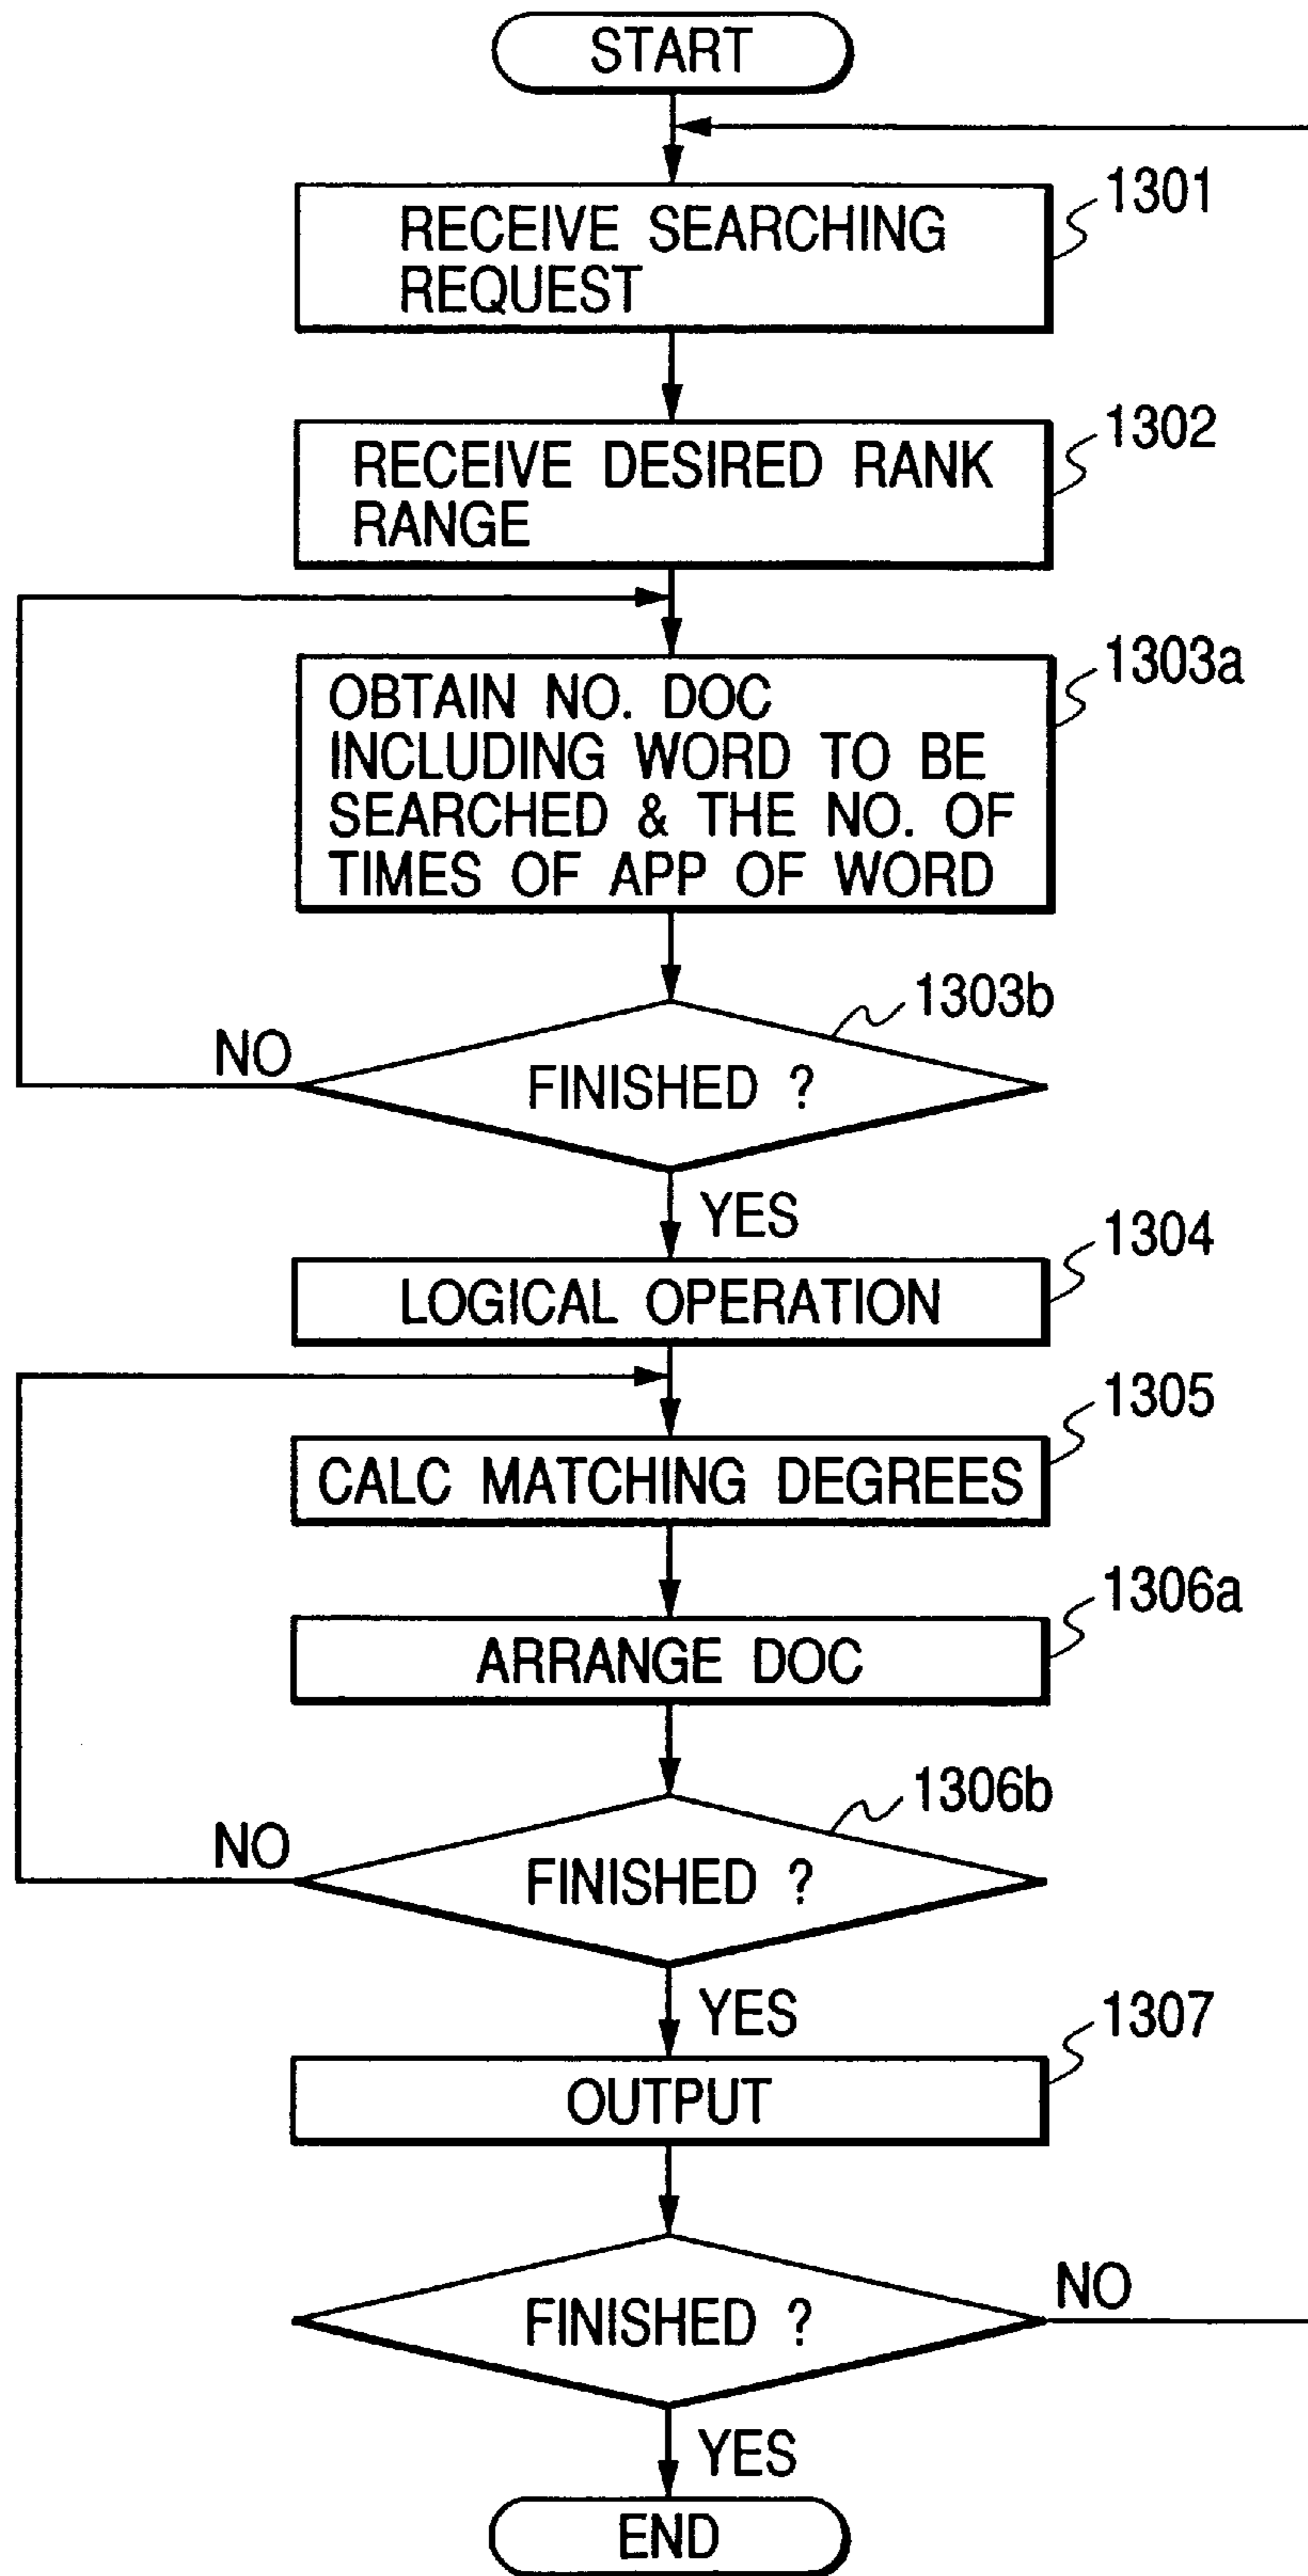 START
1301
RECEIVE SEARCHING
REQUEST
1302
RECEIVE DESIRED RANK
RANGE
1303a
OBTAIN NO. DOC
INCLUDING WORD TO BE
SEARCHED & THE NO. OF
TIMES OF APP OF WORD
1303b
NO
FINISHED ?
YES
1304
LOGICAL OPERATION
1305
CALC MATCHING DEGREES
1306a
ARRANGE DOC
1306b
NO
FINISHED ?
YES
1307
OUTPUT
NO
FINISHED ?
YES
END